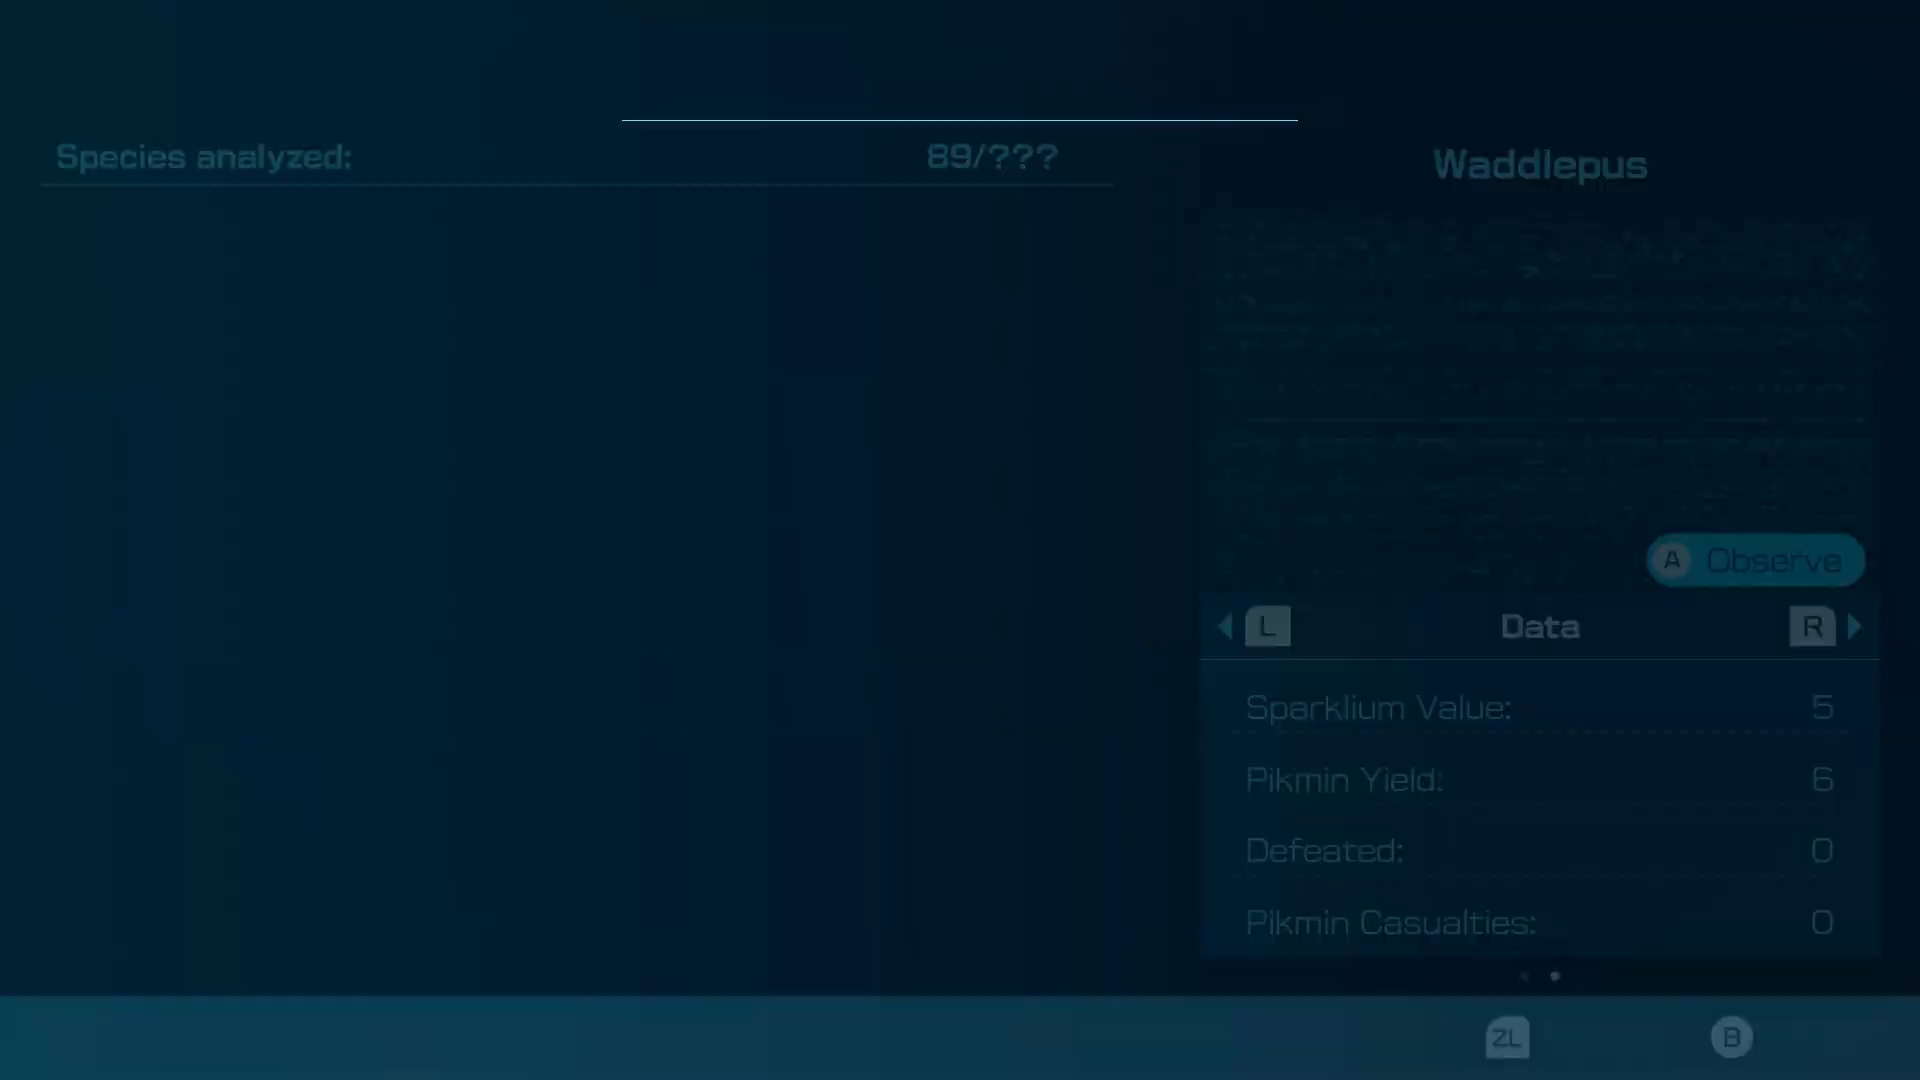 Species analyzed: 89/???
Waddlepus
A Observe
L Data R
Sparklium Value: 5
Pikmin Yield: 6
Defeated: 0
Pikmin Casualties: 0
ZL B